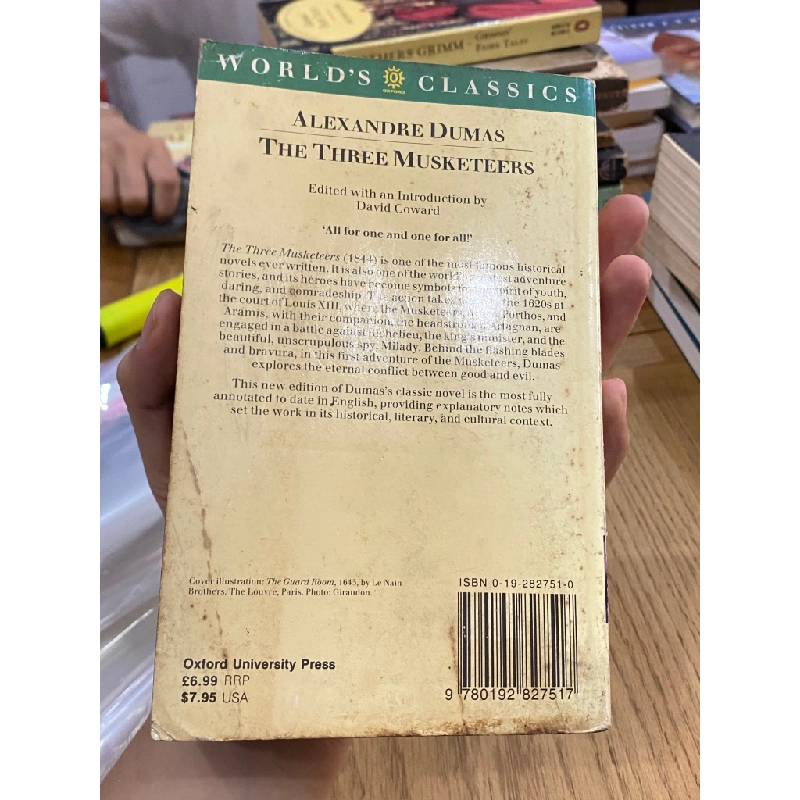 BROTHERS GRIMM
GRIMMS'
FAIRY TALES
WORLD'S CLASSICS
OXFORD
ALEXANDRE DUMAS
THE THREE MUSKETEERS
Edited with an Introduction by
David Coward
'All for one and one for all!'
The Three Musketeers (1844) is one of the most famous historical
novels ever written. It is also one of the world's adventure
stories, and its heroes have become symbols spirit of youth,
daring, and comradeship. The action takes the 1620s at
the court of Louis XIII, where the Musketeers, Porthos, and
Aramis, with their companion, the headstrong d'Artagnan, are
engaged in a battle against Richelieu, the king's minister, and the
beautiful, unscrupulous spy, Milady. Behind the flashing blades
and bravura, in this first adventure of the Musketeers, Dumas
explores the eternal conflict between good and evil.
This new edition of Dumas's classic novel is the most fully
annotated to date in English, providing explanatory notes which
set the work in its historical, literary, and cultural context.
Cover illustration: The Guard Room, 1643, by Le Nain
Brothers. The Louvre, Paris. Photo: Giraudon
ISBN 0-19-282751-0
Oxford University Press
£6.99 RRP
$7.95 USA
9 780192 827517